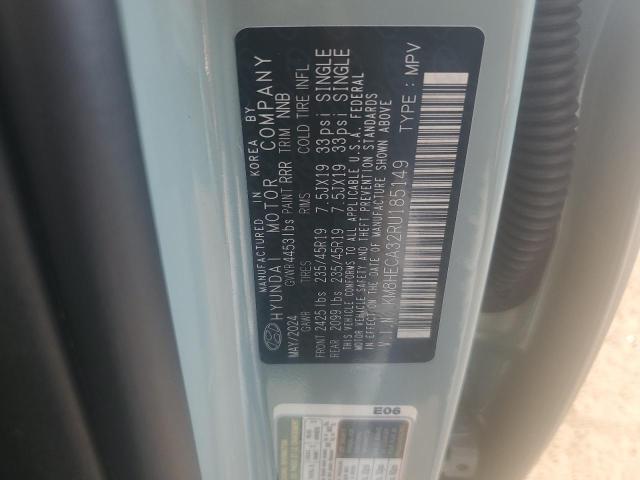 MANUFACTURED IN KOREA BY
HYUNDAI MOTOR COMPANY
MAY/2024 GVWR 4453lbs PAINT RRR TRIM NNB
GAWR TIRES RIMS COLD TIRE INFL.
FRONT 2425lbs 235/45R19 7.5JX19 33psi SINGLE
REAR 2099lbs 235/45R19 7.5JX19 33psi SINGLE
THIS VEHICLE CONFORMS TO ALL APPLICABLE U.S.A. FEDERAL
MOTOR VEHICLE SAFETY AND THEFT PREVENTION STANDARDS
IN EFFECT ON THE DATE OF MANUFACTURE SHOWN ABOVE
V.I.N: KM8HECA32RU185149 TYPE : MPV
E06